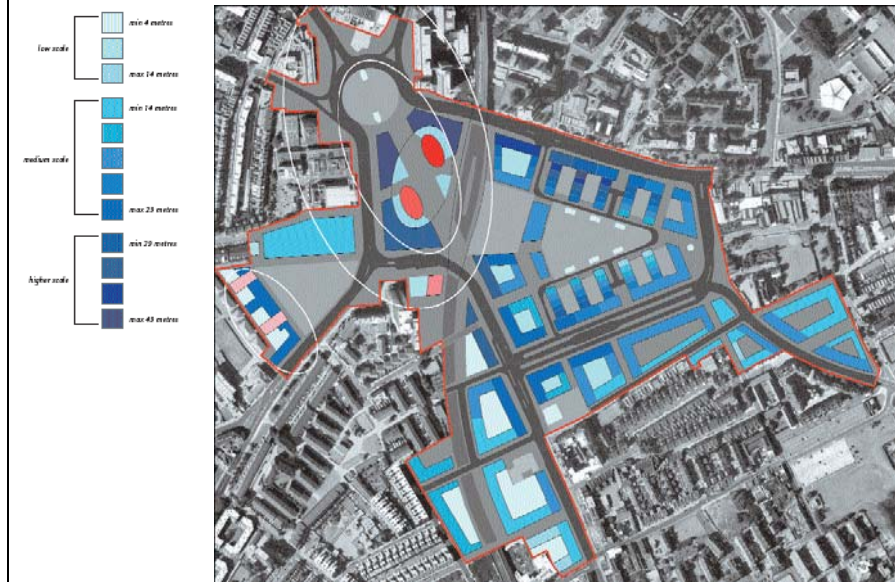 min 4 metres
low scale
max 14 metres
min 14 metres
medium scale
max 29 metres
min 29 metres
higher scale
max 43 metres